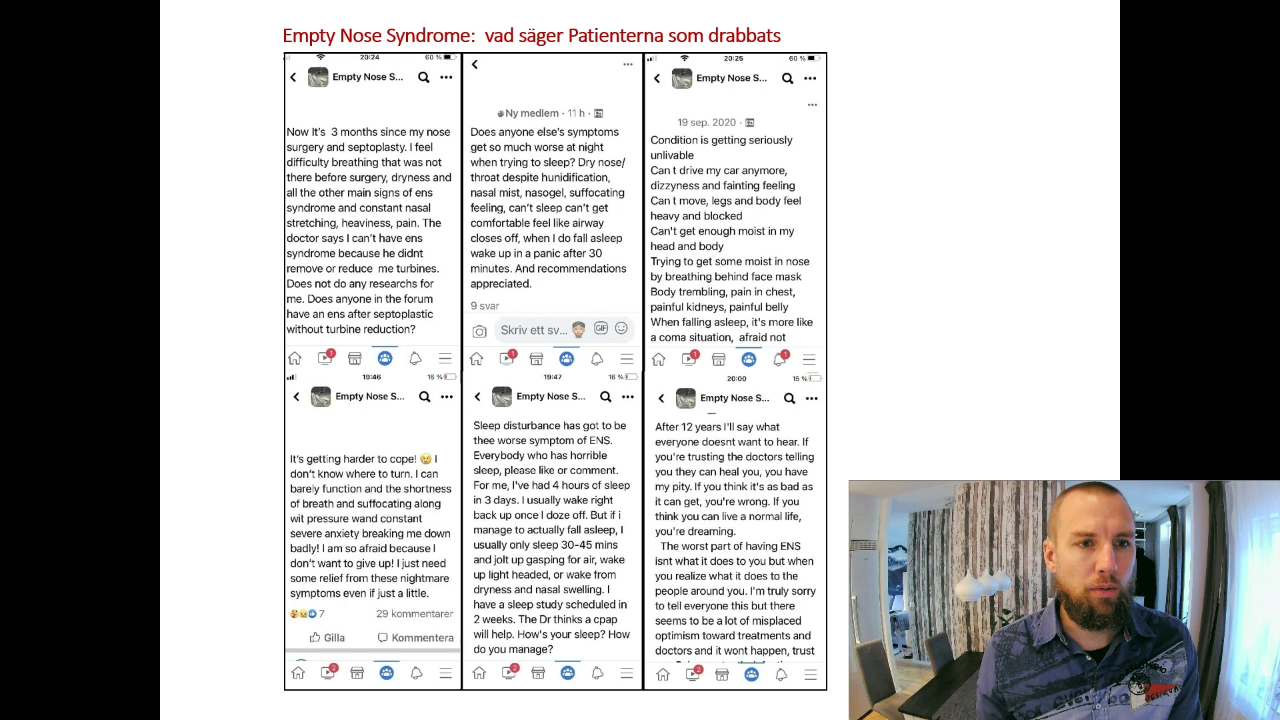 Empty Nose Syndrome:  vad säger Patienterna som drabbats
20:24
60 %
Empty Nose S...
Now It's  3 months since my nose
surgery and septoplasty. I feel
difficulty breathing that was not
there before surgery, dryness and
all the other main signs of ens
syndrome and constant nasal
stretching, heaviness, pain. The
doctor says I can't have ens
syndrome because he didnt
remove or reduce  me turbines.
Does not do any researchs for
me. Does anyone in the forum
have an ens after septoplastic
without turbine reduction?
1
Ny medlem · 11 h ·
Does anyone else's symptoms
get so much worse at night
when trying to sleep? Dry nose/
throat despite hunidification,
nasal mist, nasogel, suffocating
feeling, can't sleep can't get
comfortable feel like airway
closes off, when I do fall asleep
wake up in a panic after 30
minutes. And recommendations
appreciated.
9 svar
Skriv ett sv...
GIF
1
20:25
60 %
Empty Nose S...
19 sep. 2020 ·
Condition is getting seriously
unlivable
Can t drive my car anymore,
dizzyness and fainting feeling
Can t move, legs and body feel
heavy and blocked
Can't get enough moist in my
head and body
Trying to get some moist in nose
by breathing behind face mask
Body trembling, pain in chest,
painful kidneys, painful belly
When falling asleep, it's more like
a coma situation,  afraid not
1
1
19:46
16 %
Empty Nose S...
It's getting harder to cope! 😢 I
don't know where to turn. I can
barely function and the shortness
of breath and suffocating along
wit pressure wand constant
severe anxiety breaking me down
badly! I am so afraid because I
don't want to give up! I just need
some relief from these nightmare
symptoms even if just a little.
7
29 kommentarer
Gilla
Kommentera
2
19:47
16 %
Empty Nose S...
Sleep disturbance has got to be
thee worse symptom of ENS.
Everybody who has horrible
sleep, please like or comment.
For me, I've had 4 hours of sleep
in 3 days. I usually wake right
back up once I doze off. But if i
manage to actually fall asleep, I
usually only sleep 30-45 mins
and jolt up gasping for air, wake
up light headed, or wake from
dryness and nasal swelling. I
have a sleep study scheduled in
2 weeks. The Dr thinks a cpap
will help. How's your sleep? How
do you manage?
2
20:00
15 %
Empty Nose S...
After 12 years I'll say what
everyone doesnt want to hear. If
you're trusting the doctors telling
you they can heal you, you have
my pity. If you think it's as bad as
it can get, you're wrong. If you
think you can live a normal life,
you're dreaming.
The worst part of having ENS
isnt what it does to you but when
you realize what it does to the
people around you. I'm truly sorry
to tell everyone this but there
seems to be a lot of misplaced
optimism toward treatments and
doctors and it wont happen, trust
2